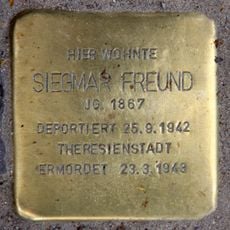 HIER WOHNTE
SIEGMAR FREUND
JG. 1867
DEPORTIERT 25.9.1942
THERESIENSTADT
ERMORDET 23.3.1943